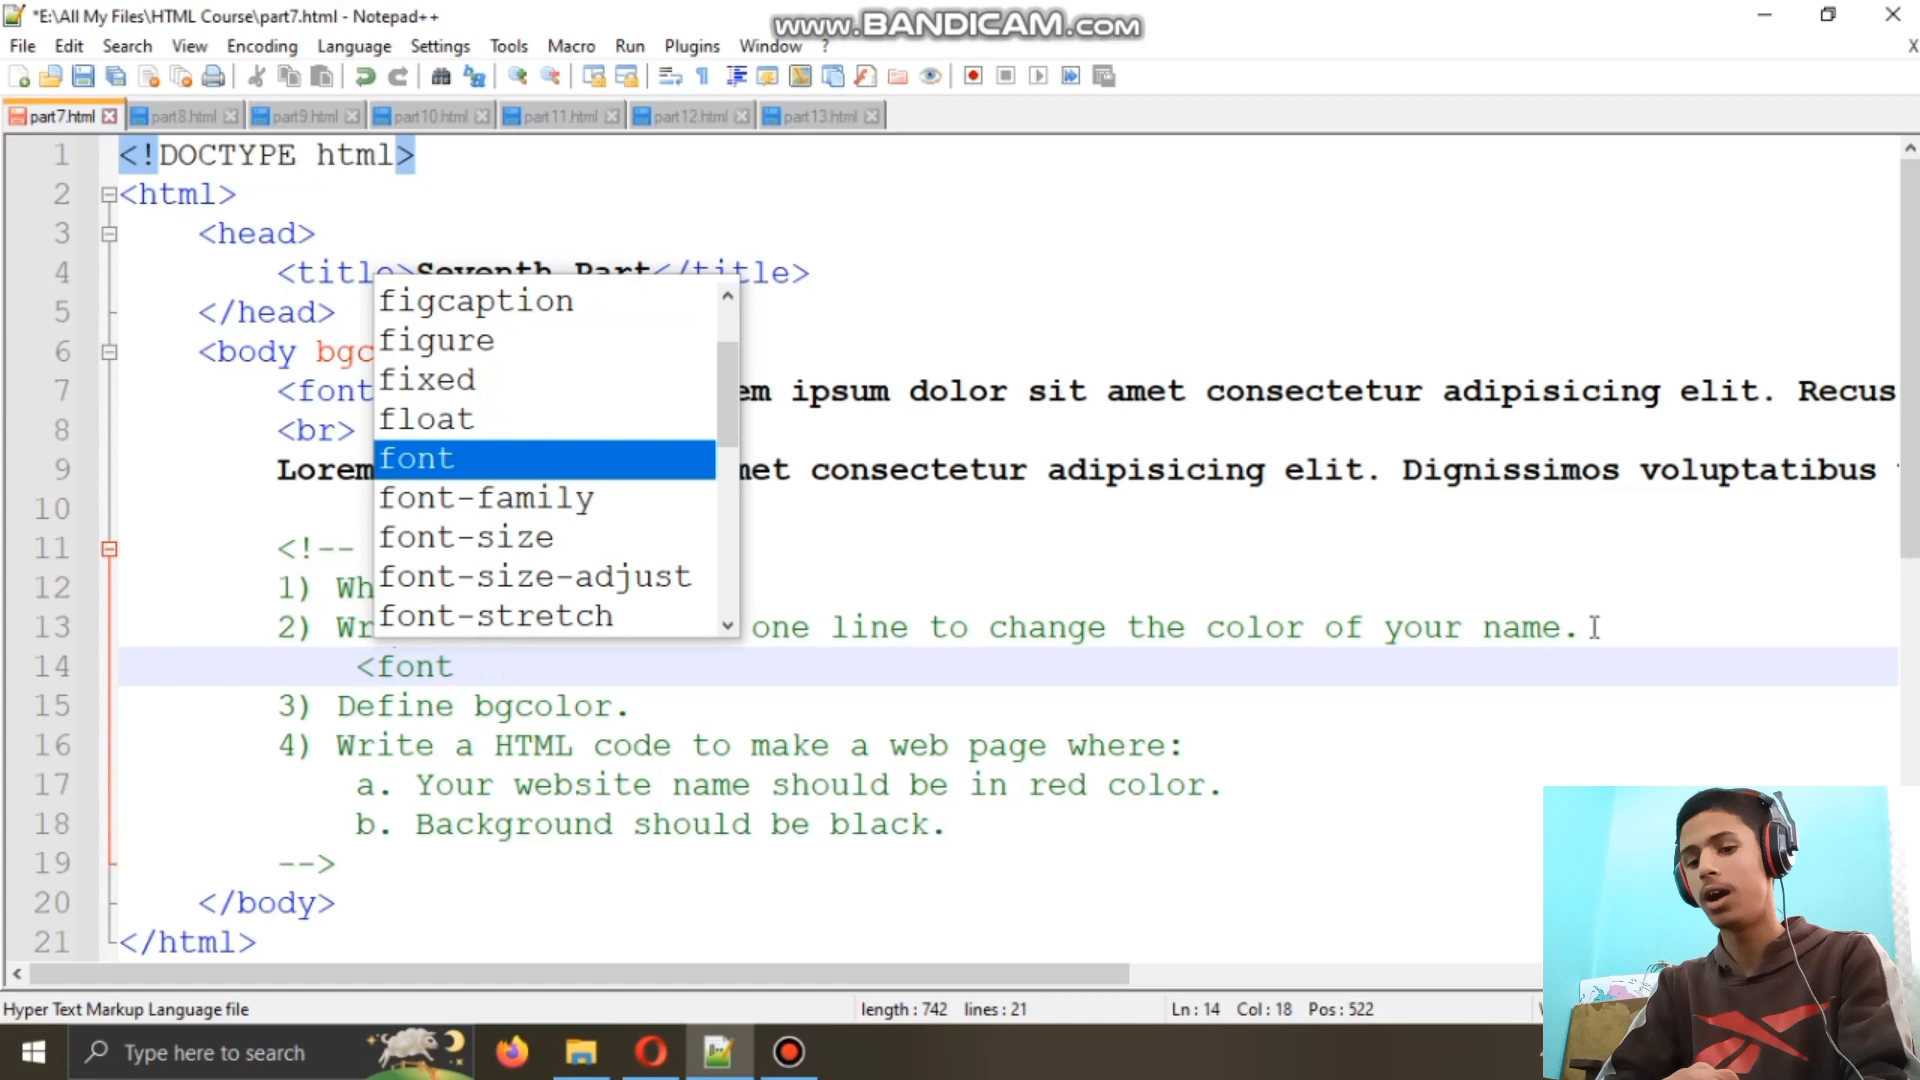 *E:\All My Files\HTML Course\part7.html - Notepad++
www.BANDICAM.com
File Edit Search View Encoding Language Settings Tools Macro Run Plugins Window ?
part7.html part8.html part9.html part10.html part11.html part12.html part13.html
1 <!DOCTYPE html>
2 <html>
3 <head>
4 <title>Seventh Part</title>
5 </head>
6 <body bgc
7 <font em ipsum dolor sit amet consectetur adipisicing elit. Recus
8 <br>
9 Lorem met consectetur adipisicing elit. Dignissimos voluptatibus
10
11 <!--
12 1) Wh
13 2) Wr one line to change the color of your name.
14 <font
15 3) Define bgcolor.
16 4) Write a HTML code to make a web page where:
17 a. Your website name should be in red color.
18 b. Background should be black.
19 -->
20 </body>
21 </html>
figcaption
figure
fixed
float
font
font-family
font-size
font-size-adjust
font-stretch
Hyper Text Markup Language file length : 742 lines : 21 Ln : 14 Col : 18 Pos : 522
Type here to search